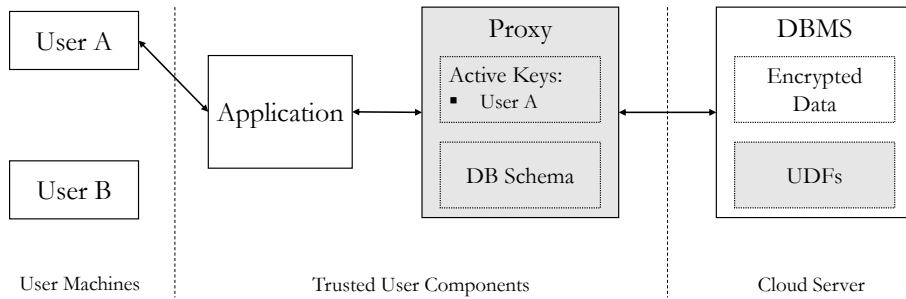 User A
User B
User Machines
Application
Proxy
Active Keys:
▪ User A
DB Schema
Trusted User Components
DBMS
Encrypted
Data
UDFs
Cloud Server